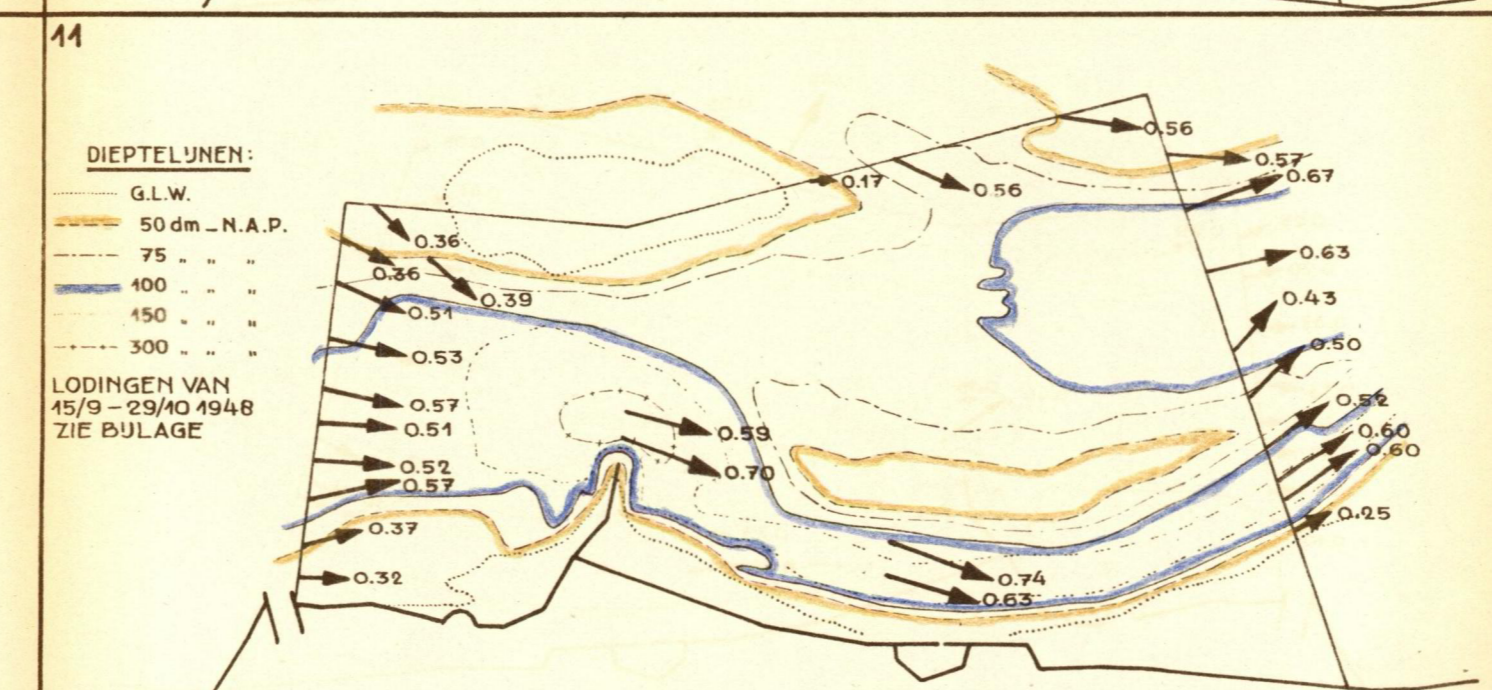 11
DIEPTELIJNEN:
G.L.W.
50 dm – N.A.P.
75 " " "
100 " " "
150 " " "
300 " " "
LODINGEN VAN
15/9 – 29/10 1948
ZIE BIJLAGE
0.36
0.36
0.39
0.51
0.53
0.57
0.51
0.52
0.57
0.37
0.32
0.59
0.70
0.17
0.56
0.56
0.57
0.67
0.63
0.43
0.50
0.52
0.60
0.60
0.25
0.74
0.63